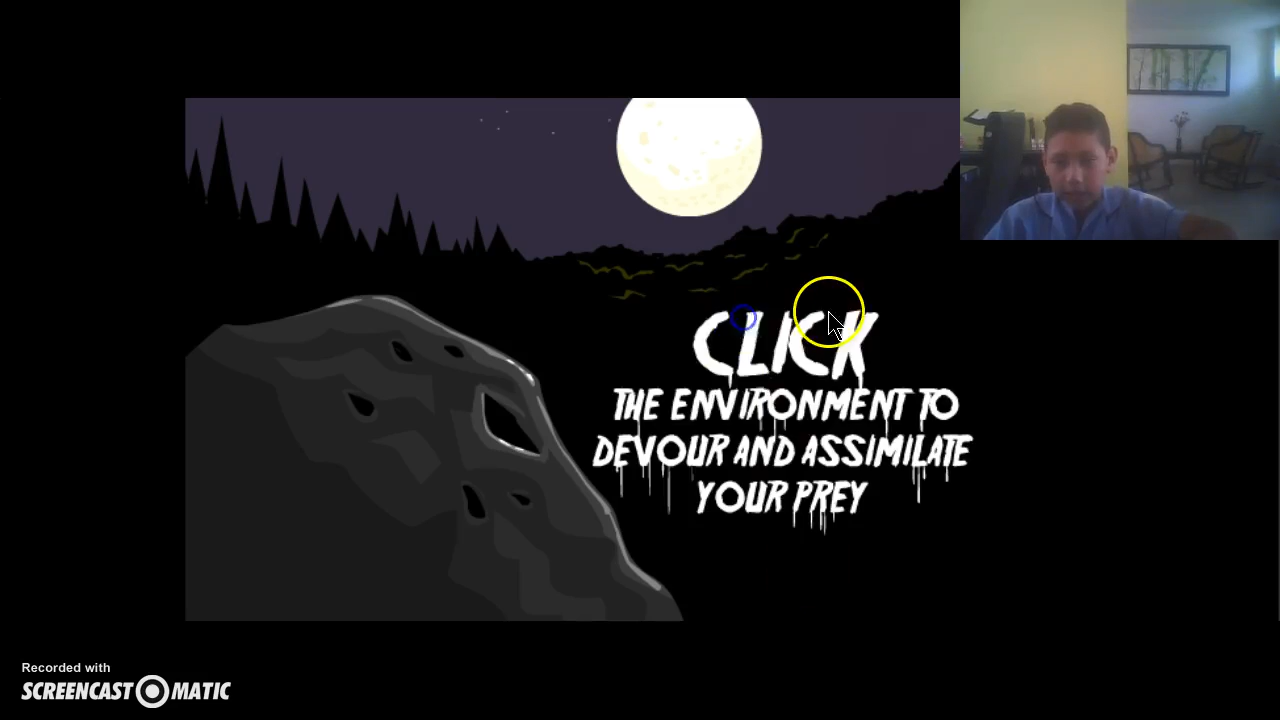 CLICK
THE ENVIRONMENT TO
DEVOUR AND ASSIMILATE
YOUR PREY
Recorded with
SCREENCAST MATIC